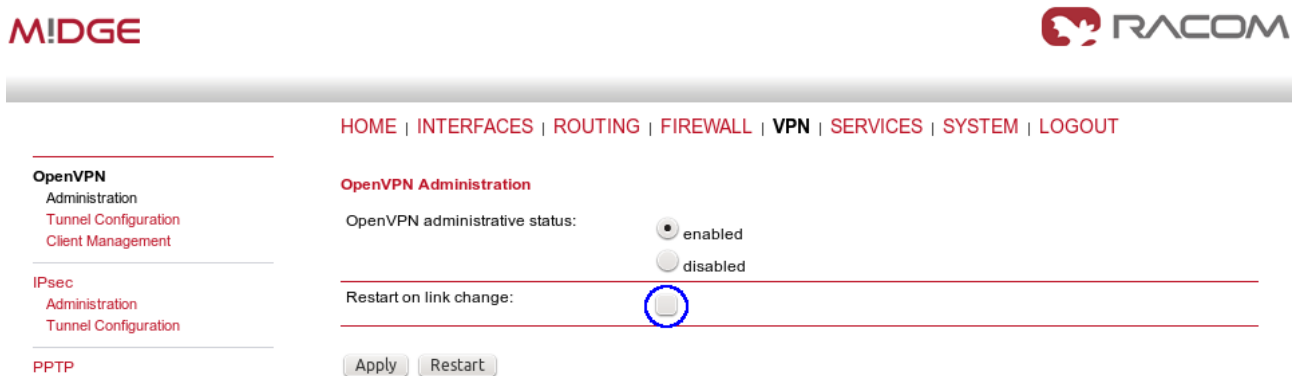 M!DGE
RACOM
HOME | INTERFACES | ROUTING | FIREWALL | VPN | SERVICES | SYSTEM | LOGOUT
OpenVPN
Administration
Tunnel Configuration
Client Management
IPsec
Administration
Tunnel Configuration
PPTP
OpenVPN Administration
OpenVPN administrative status:
enabled
disabled
Restart on link change:
Apply Restart